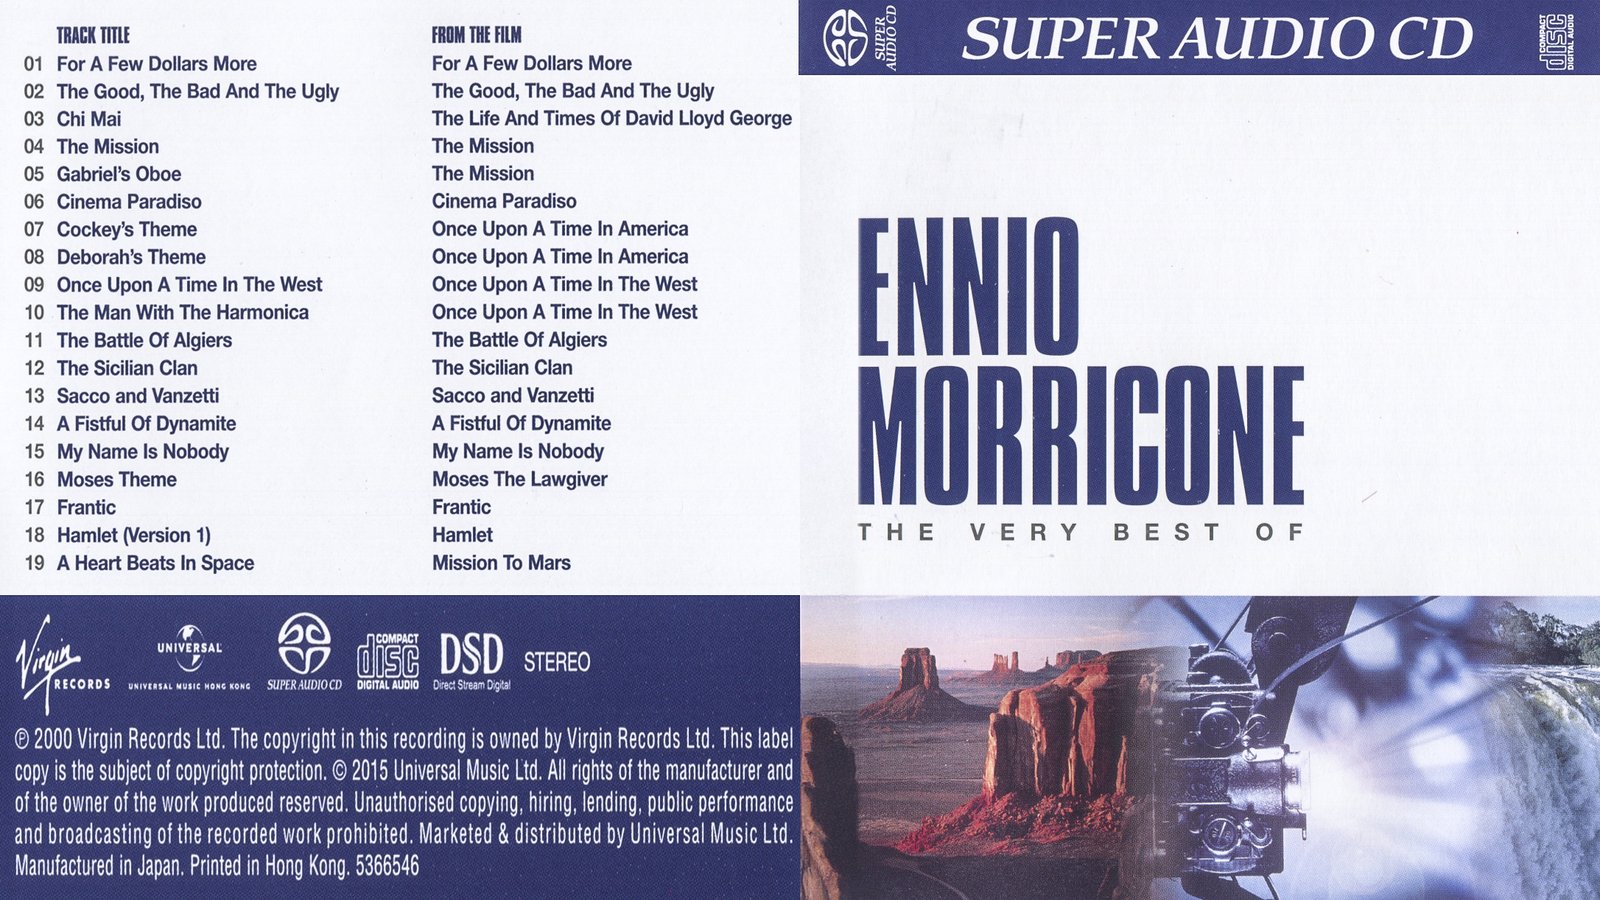 TRACK TITLE FROM THE FILM
01 For A Few Dollars More For A Few Dollars More
02 The Good, The Bad And The Ugly The Good, The Bad And The Ugly
03 Chi Mai The Life And Times Of David Lloyd George
04 The Mission The Mission
05 Gabriel's Oboe The Mission
06 Cinema Paradiso Cinema Paradiso
07 Cockey's Theme Once Upon A Time In America
08 Deborah's Theme Once Upon A Time In America
09 Once Upon A Time In The West Once Upon A Time In The West
10 The Man With The Harmonica Once Upon A Time In The West
11 The Battle Of Algiers The Battle Of Algiers
12 The Sicilian Clan The Sicilian Clan
13 Sacco and Vanzetti Sacco and Vanzetti
14 A Fistful Of Dynamite A Fistful Of Dynamite
15 My Name Is Nobody My Name Is Nobody
16 Moses Theme Moses The Lawgiver
17 Frantic Frantic
18 Hamlet (Version 1) Hamlet
19 A Heart Beats In Space Mission To Mars
Virgin
RECORDS
UNIVERSAL
UNIVERSAL MUSIC HONG KONG
SUPER AUDIO CD
COMPACT
disc
DIGITAL AUDIO
DSD
Direct Stream Digital
STEREO
℗ 2000 Virgin Records Ltd. The copyright in this recording is owned by Virgin Records Ltd. This label
copy is the subject of copyright protection. © 2015 Universal Music Ltd. All rights of the manufacturer and
of the owner of the work produced reserved. Unauthorised copying, hiring, lending, public performance
and broadcasting of the recorded work prohibited. Marketed & distributed by Universal Music Ltd.
Manufactured in Japan. Printed in Hong Kong. 5366546
SUPER
AUDIO CD
SUPER AUDIO CD
COMPACT
disc
DIGITAL AUDIO
ENNIO
MORRICONE
THE VERY BEST OF